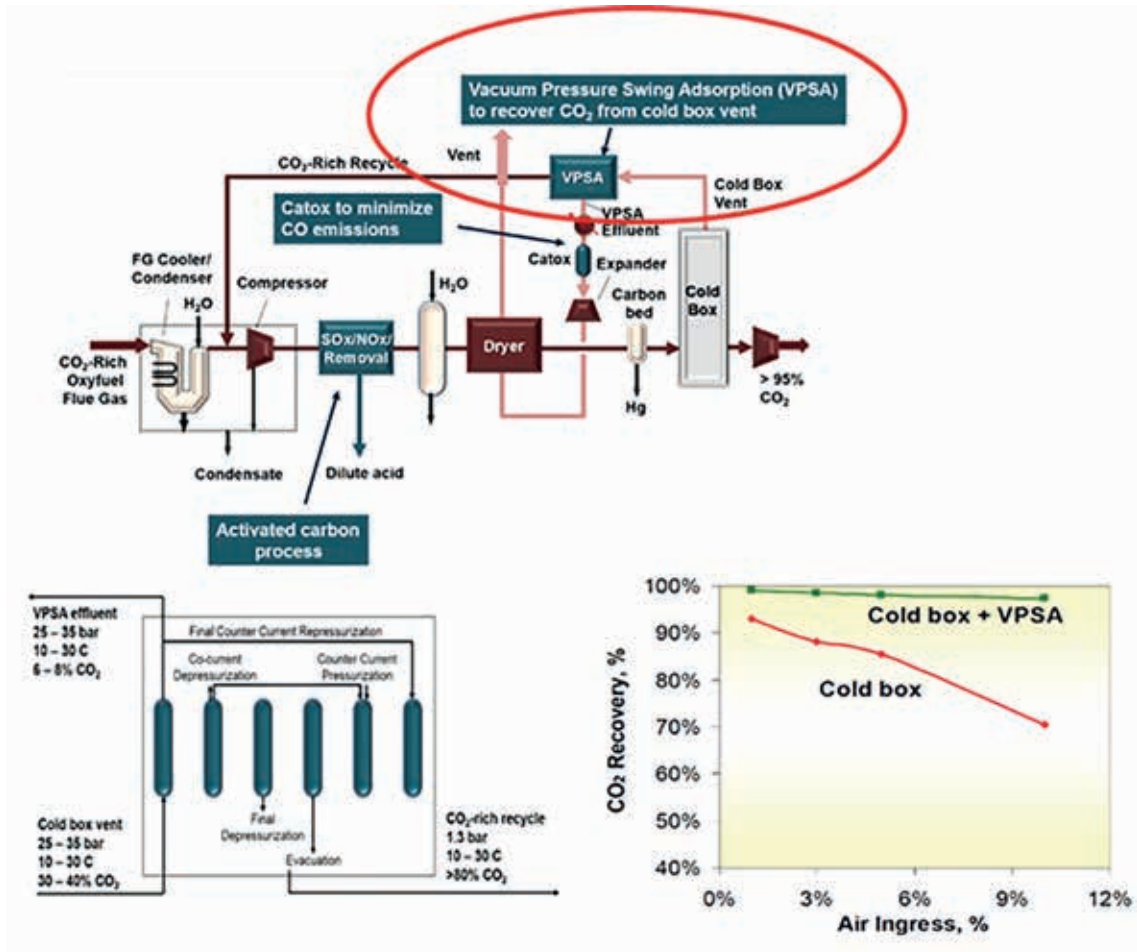 Vacuum Pressure Swing Adsorption (VPSA)
to recover CO₂ from cold box vent
Vent
CO₂-Rich Recycle
VPSA
Cold Box
Vent
Catox to minimize
CO emissions
VPSA
Effluent
FG Cooler/
Condenser
H₂O
Compressor
H₂O
Catox
Expander
Carbon
bed
Cold
Box
CO₂-Rich
Oxyfuel
Flue Gas
SOx/NOx/
Removal
Dryer
> 95%
CO₂
Hg
Condensate
Dilute acid
Activated carbon
process
VPSA effluent
25 – 35 bar
10 – 30 C
6 – 8% CO₂
Final Counter Current Repressurization
Co-current
Depressurization
Counter Current
Pressurization
Final
Depressurization
Evacuation
Cold box vent
25 – 35 bar
10 – 30 C
30 – 40% CO₂
CO₂-rich recycle
1.3 bar
10 – 30 C
>80% CO₂
100%
90%
80%
70%
60%
50%
40%
CO₂ Recovery, %
Cold box + VPSA
Cold box
0%
3%
6%
9%
12%
Air Ingress, %